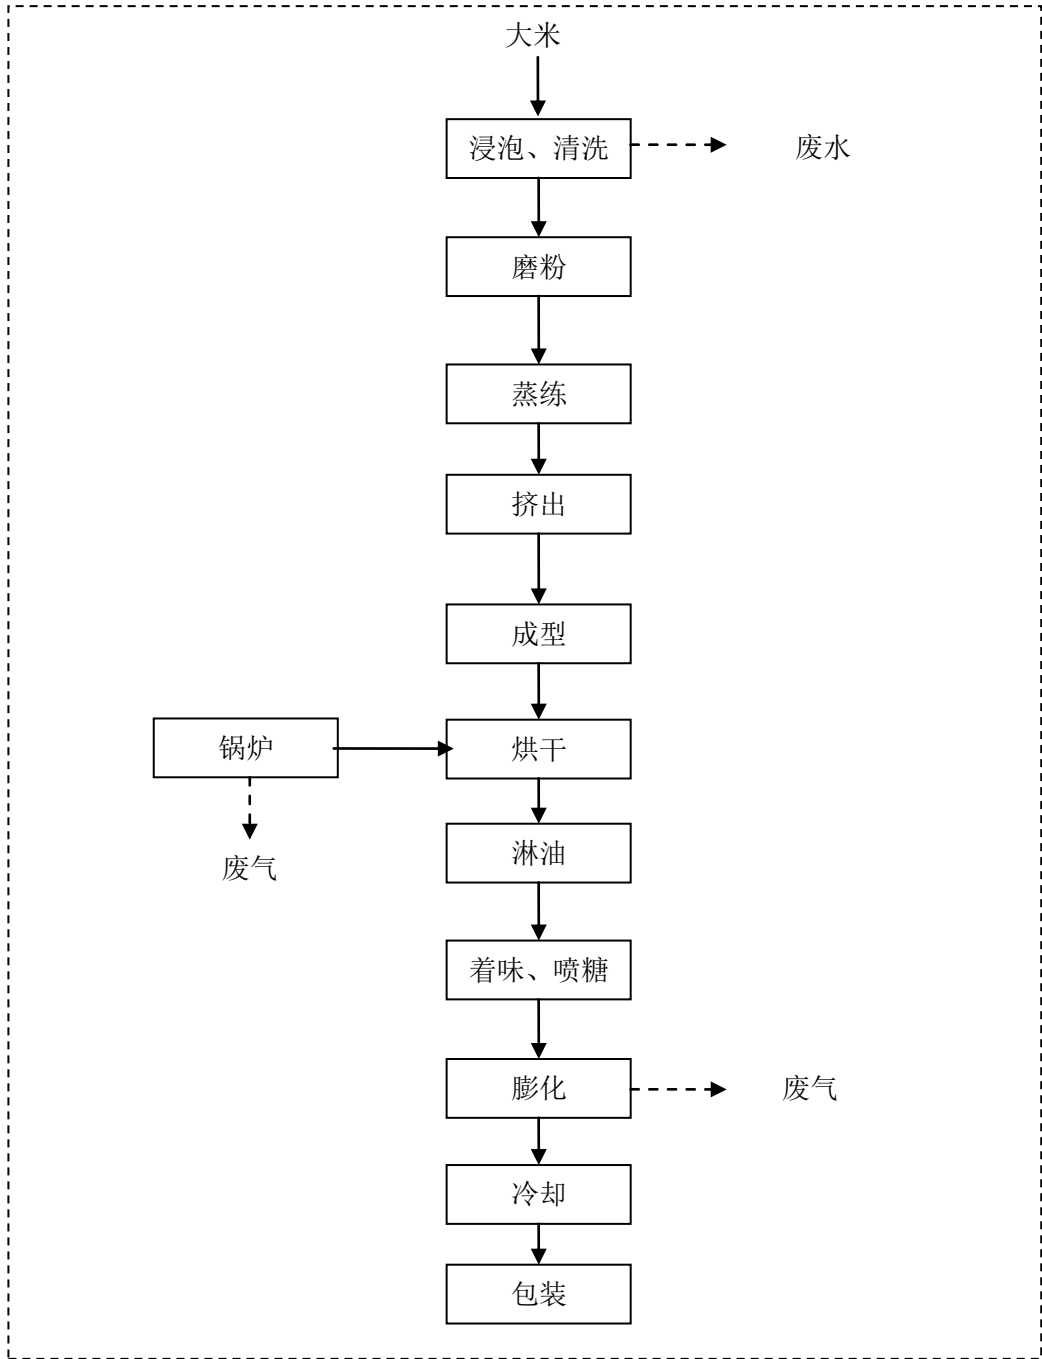 大米
浸泡、清洗
废水
磨粉
蒸练
挤出
成型
锅炉
烘干
淋油
废气
着味、喷糖
膨化
废气
冷却
包装